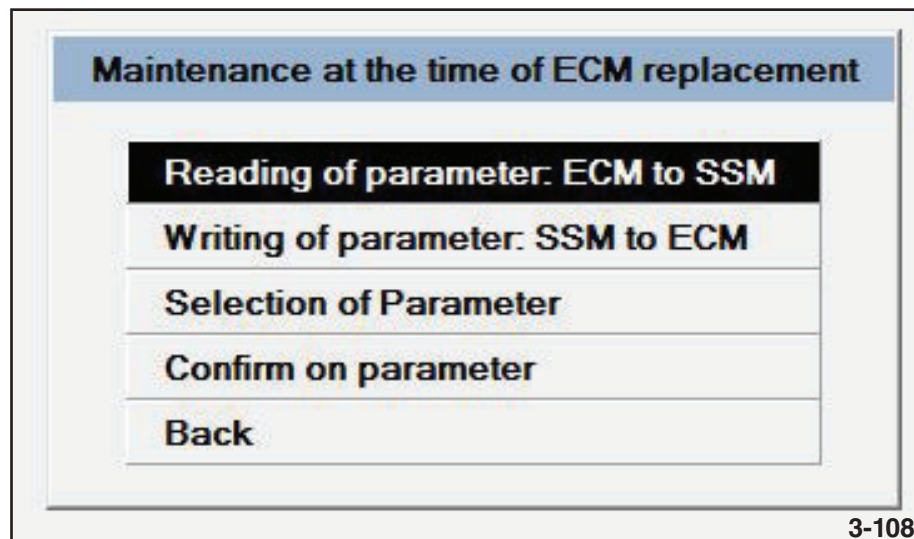 Maintenance at the time of ECM replacement
Reading of parameter: ECM to SSM
Writing of parameter: SSM to ECM
Selection of Parameter
Confirm on parameter
Back
3-108